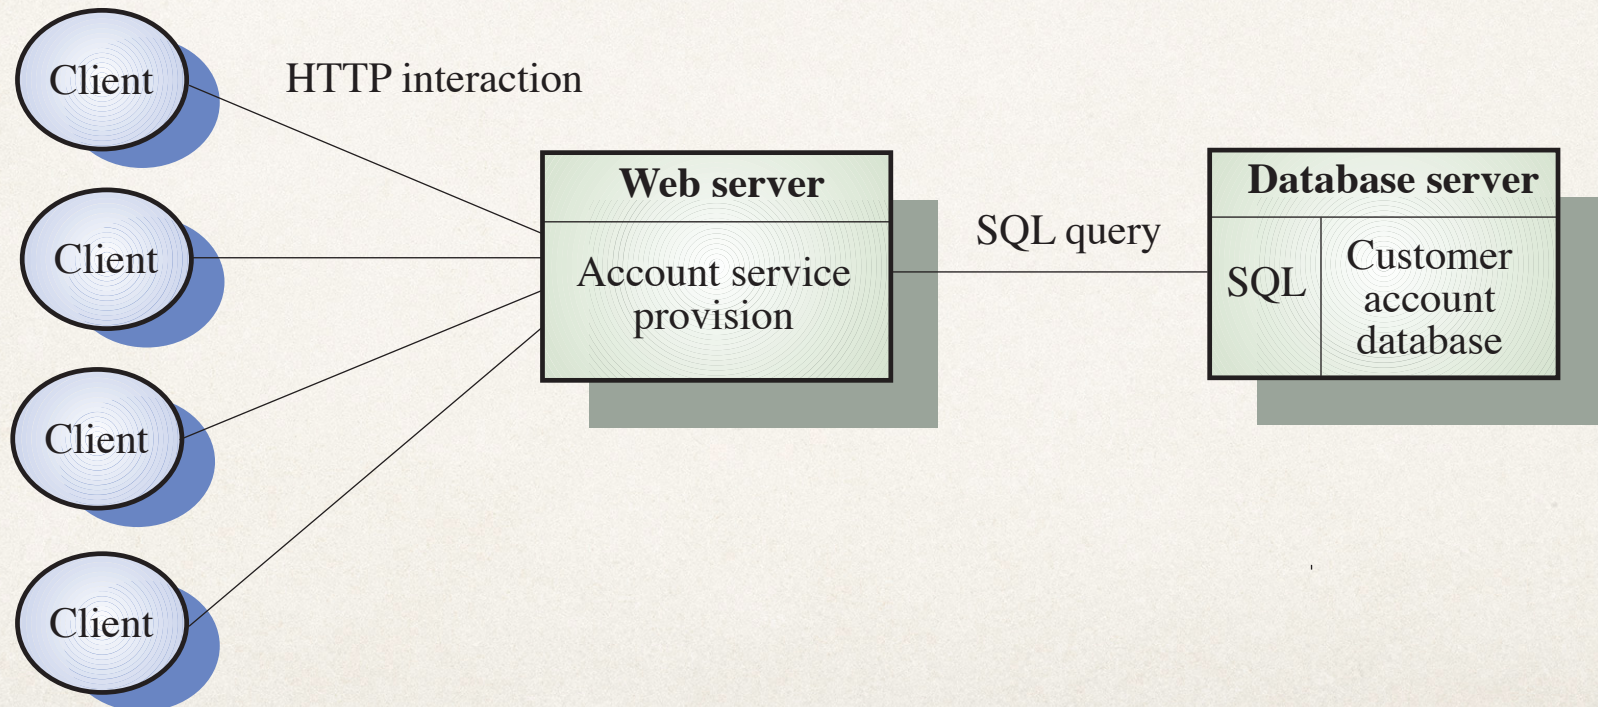 Client
HTTP interaction
Client
Client
Client
Web server
Account service
provision
SQL query
Database server
SQL
Customer
account
database